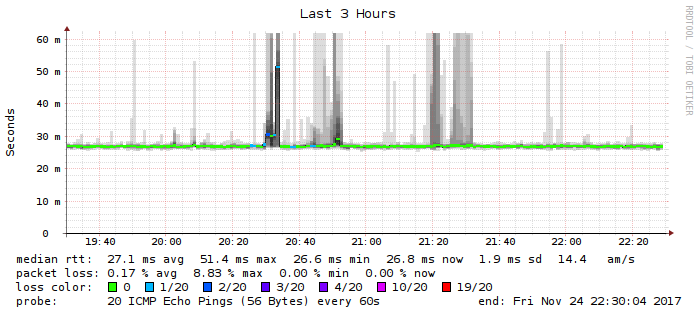 Last 3 Hours
RRDTOOL / TOBI OETIKER
Seconds
60 m
50 m
40 m
30 m
20 m
10 m
0
19:40 20:00 20:20 20:40 21:00 21:20 21:40 22:00 22:20
median rtt: 27.1 ms avg 51.4 ms max 26.6 ms min 26.8 ms now 1.9 ms sd 14.4 am/s
packet loss: 0.17 % avg 8.83 % max 0.00 % min 0.00 % now
loss color: 0 1/20 2/20 3/20 4/20 10/20 19/20
probe: 20 ICMP Echo Pings (56 Bytes) every 60s end: Fri Nov 24 22:30:04 2017